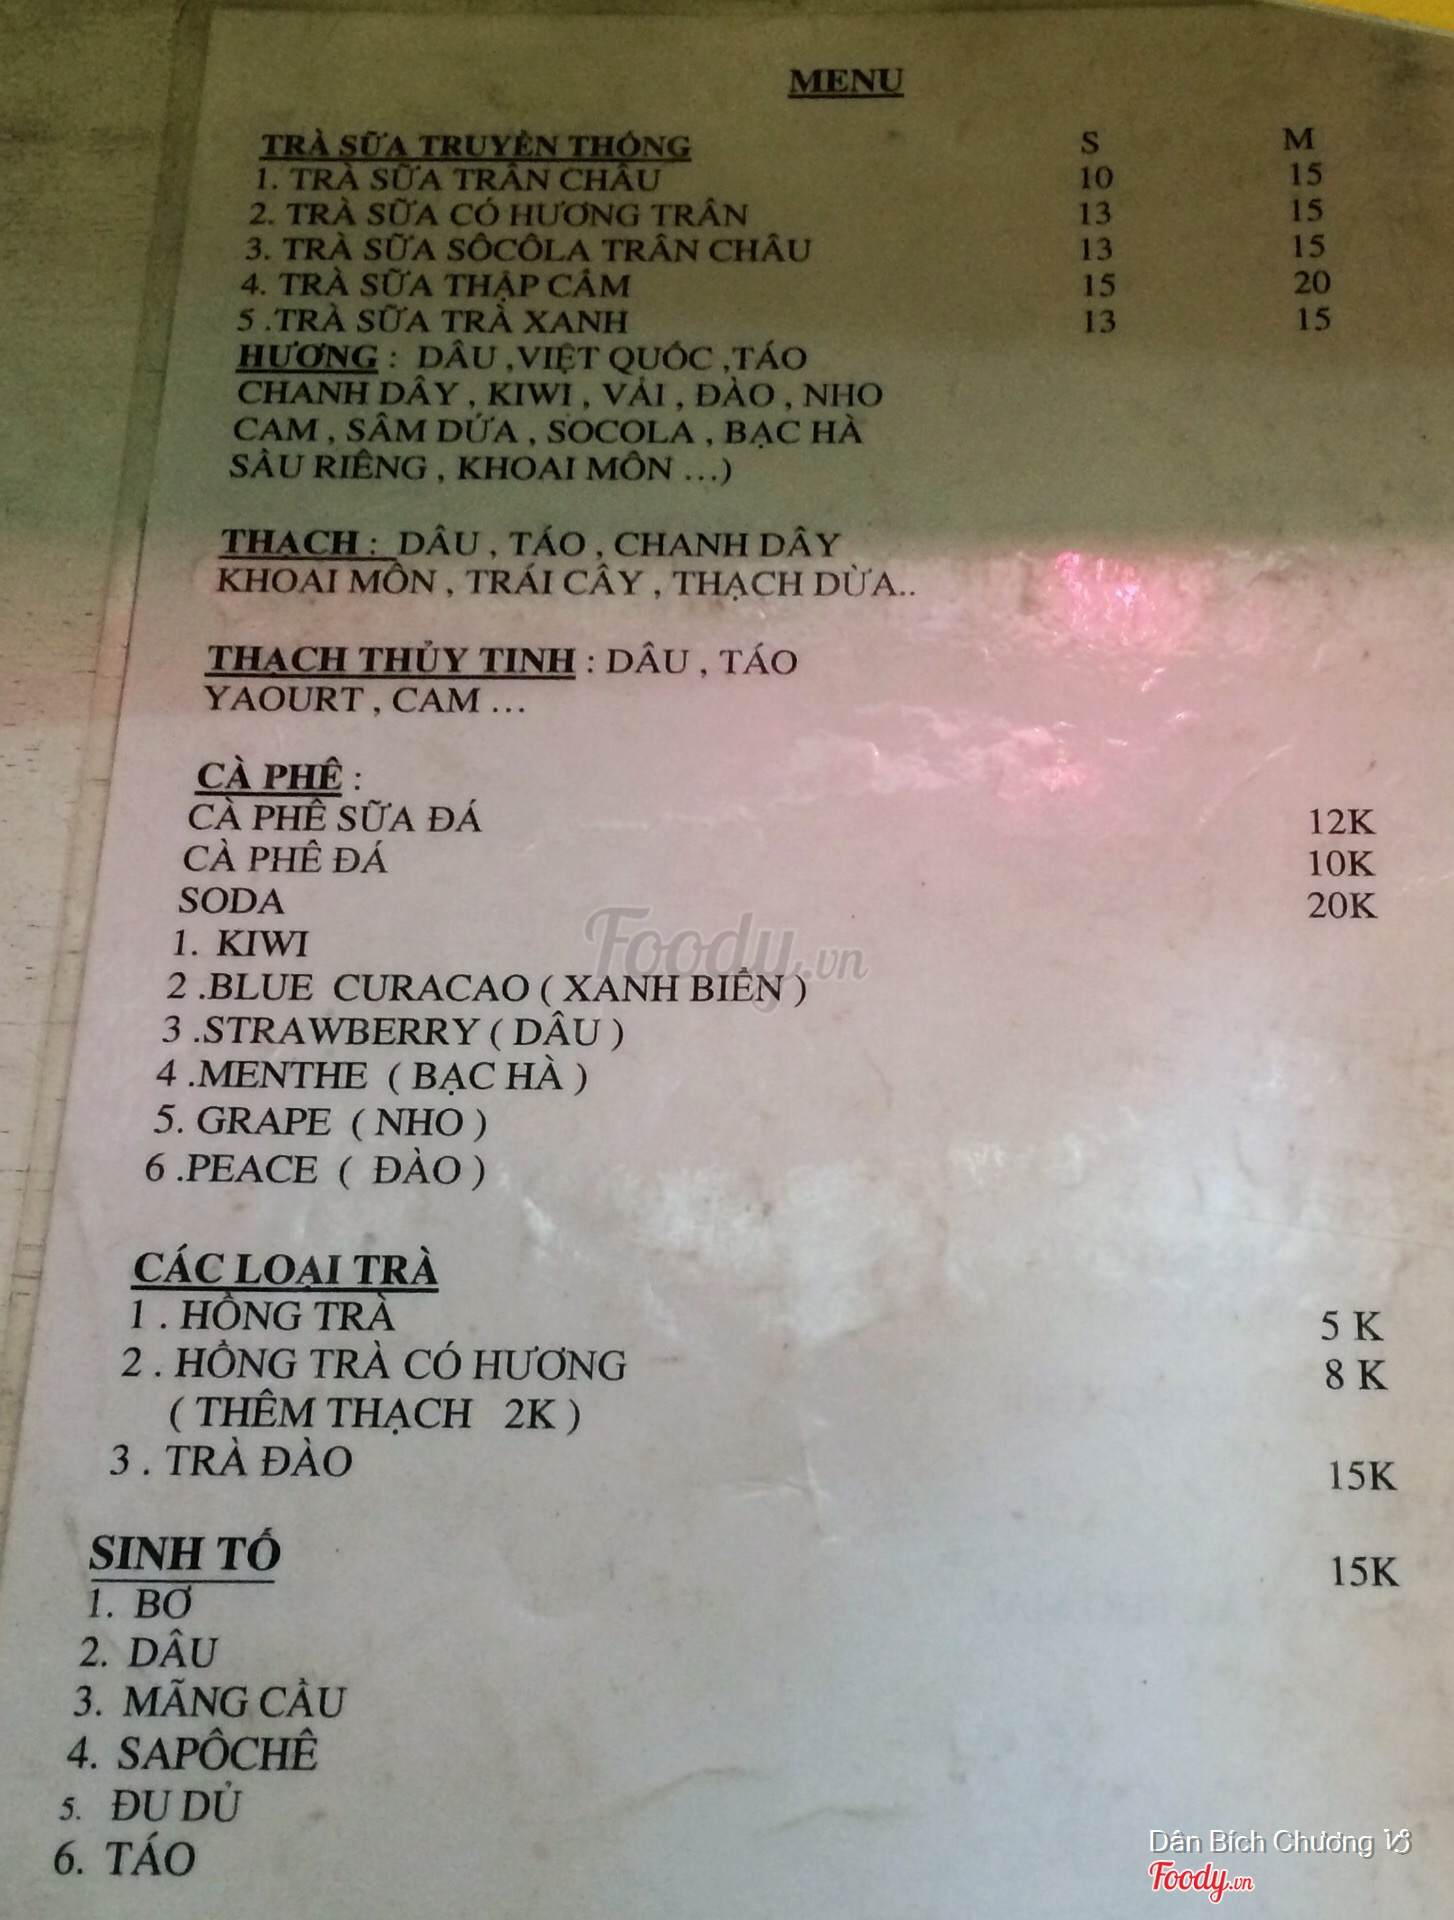 MENU
TRÀ SỮA TRUYỀN THỐNG S M
1. TRÀ SỮA TRÂN CHÂU 10 15
2. TRÀ SỮA CÓ HƯƠNG TRÂN 13 15
3. TRÀ SỮA SÔCÔLA TRÂN CHÂU 13 15
4. TRÀ SỮA THẬP CẨM 15 20
5 .TRÀ SỮA TRÀ XANH 13 15
HƯƠNG : DÂU ,VIỆT QUỐC ,TÁO
CHANH DÂY , KIWI , VẢI , ĐÀO , NHO
CAM , SÂM DỨA , SOCOLA , BẠC HÀ
SẦU RIÊNG , KHOAI MÔN ...)
THẠCH : DÂU , TÁO , CHANH DÂY
KHOAI MÔN , TRÁI CÂY , THẠCH DỪA..
THẠCH THỦY TINH : DÂU , TÁO
YAOURT , CAM ...
CÀ PHÊ :
CÀ PHÊ SỮA ĐÁ 12K
CÀ PHÊ ĐÁ 10K
SODA 20K
1. KIWI
2 .BLUE CURACAO ( XANH BIỂN )
3 .STRAWBERRY ( DÂU )
4 .MENTHE ( BẠC HÀ )
5. GRAPE ( NHO )
6 .PEACE ( ĐÀO )
CÁC LOẠI TRÀ
1 . HỒNG TRÀ 5 K
2 . HỒNG TRÀ CÓ HƯƠNG 8 K
( THÊM THẠCH 2K )
3 . TRÀ ĐÀO 15K
SINH TỐ 15K
1. BƠ
2. DÂU
3. MÃNG CẦU
4. SAPÔCHÊ
5. ĐU DỦ
6. TÁO
Foody.vn
Dân Bích Chương
Foody.vn